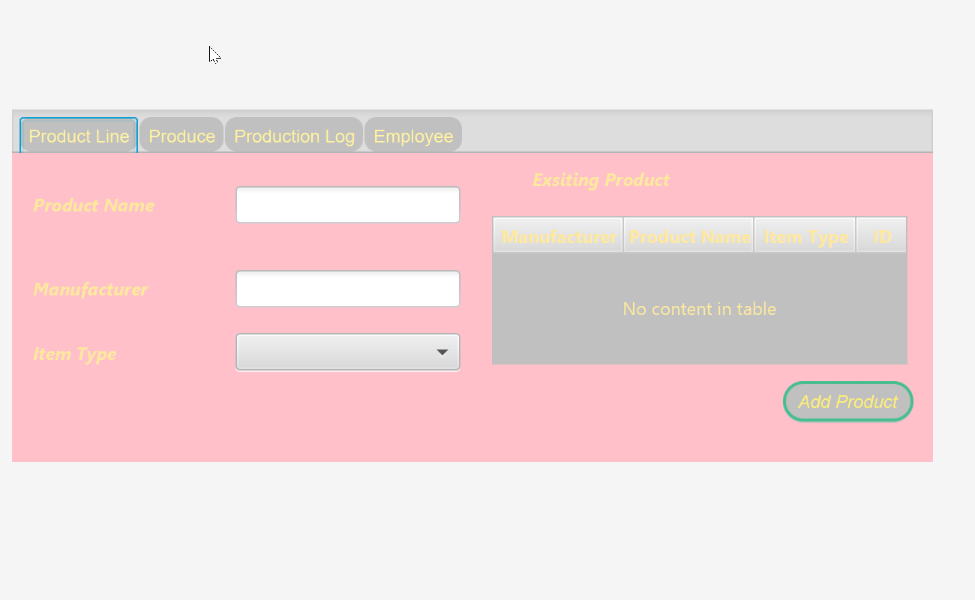 Product Line Produce Production Log Employee
Exsiting Product
Product Name
Manufacturer Product Name Item Type ID
Manufacturer
No content in table
Item Type
Add Product